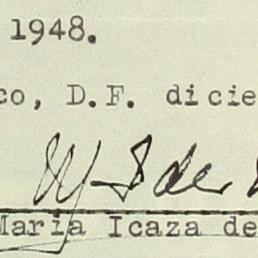 1948.
co, D.F. dicie
Maria Icaza de